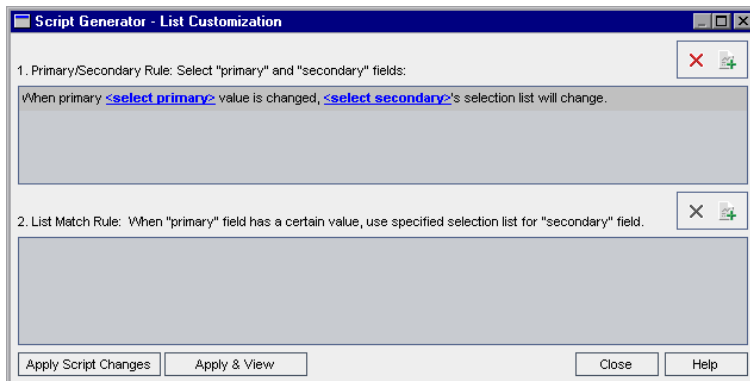 Script Generator - List Customization
1. Primary/Secondary Rule: Select "primary" and "secondary" fields:
When primary <select primary> value is changed, <select secondary>'s selection list will change.
2. List Match Rule:  When "primary" field has a certain value, use specified selection list for "secondary" field.
Apply Script Changes Apply & View Close Help